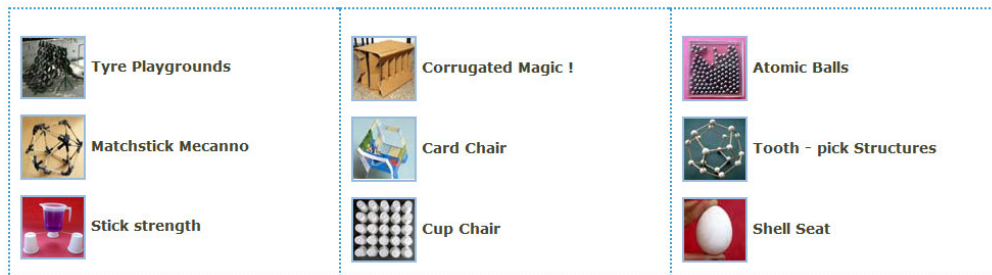 Tyre Playgrounds
Corrugated Magic !
Atomic Balls
Matchstick Mecanno
Card Chair
Tooth - pick Structures
Stick strength
Cup Chair
Shell Seat